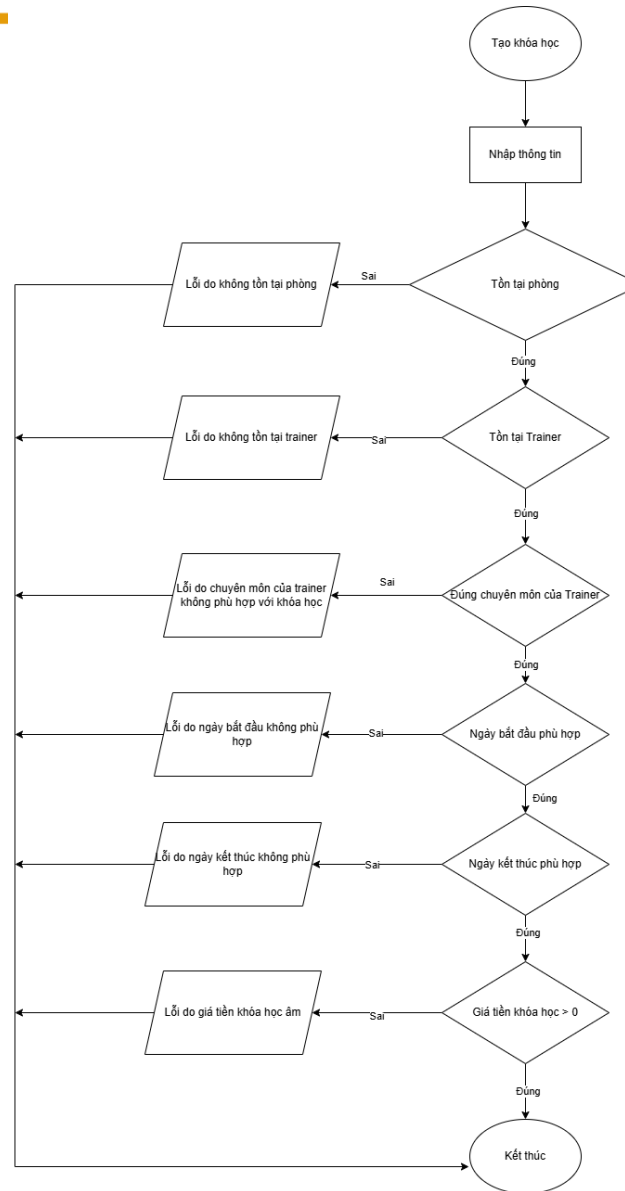 Tạo khóa học
Nhập thông tin
Lỗi do không tồn tại phòng
Sai
Tồn tại phòng
Đúng
Lỗi do không tồn tại trainer
Sai
Tồn tại Trainer
Đúng
Lỗi do chuyên môn của trainer
không phù hợp với khóa học
Sai
Đúng chuyên môn của Trainer
Đúng
Lỗi do ngày bắt đầu không phù
hợp
Sai
Ngày bắt đầu phù hợp
Đúng
Lỗi do ngày kết thúc không phù
hợp
Sai
Ngày kết thúc phù hợp
Đúng
Lỗi do giá tiền khóa học âm
Sai
Giá tiền khóa học > 0
Đúng
Kết thúc